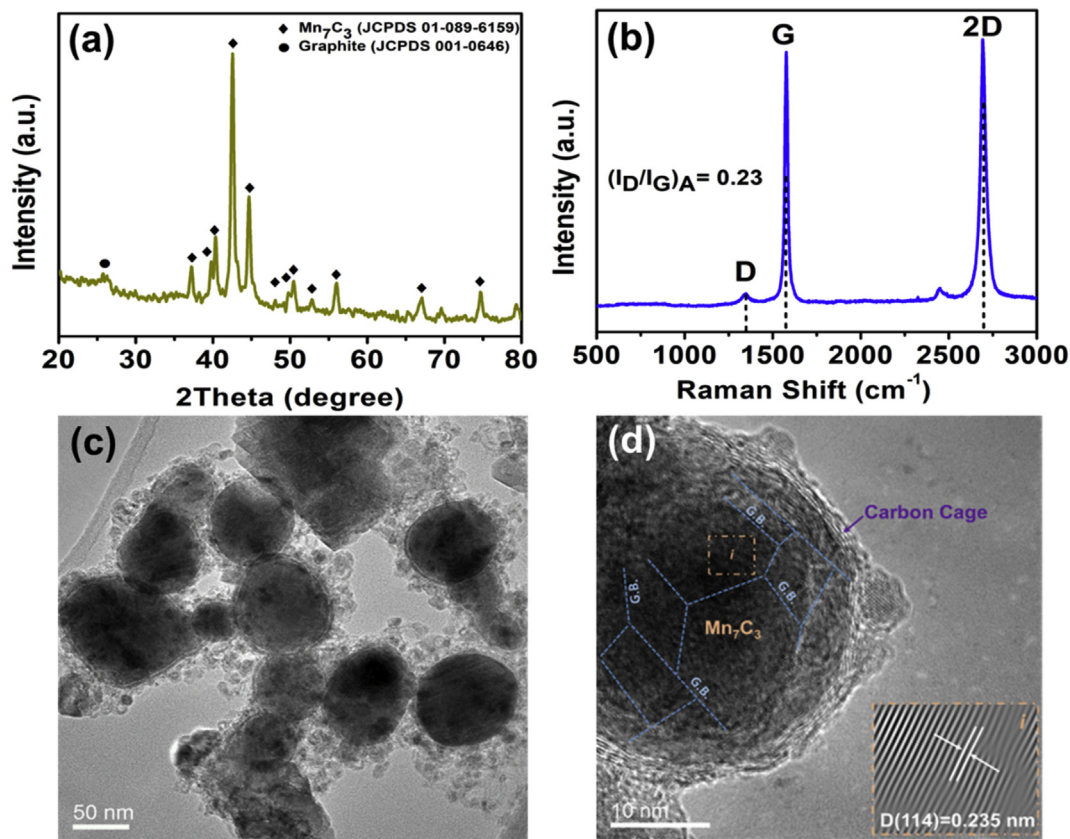 (a)
◆ Mn7C3 (JCPDS 01-089-6159)
● Graphite (JCPDS 001-0646)
Intensity (a.u.)
20 30 40 50 60 70 80
2Theta (degree)
(b)
G
2D
Intensity (a.u.)
(ID/IG)A= 0.23
D
500 1000 1500 2000 2500 3000
Raman Shift (cm-1)
(c)
50 nm
(d)
Carbon Cage
G.B.
i
G.B.
G.B.
Mn7C3
G.B.
i
10 nm
D(114)=0.235 nm